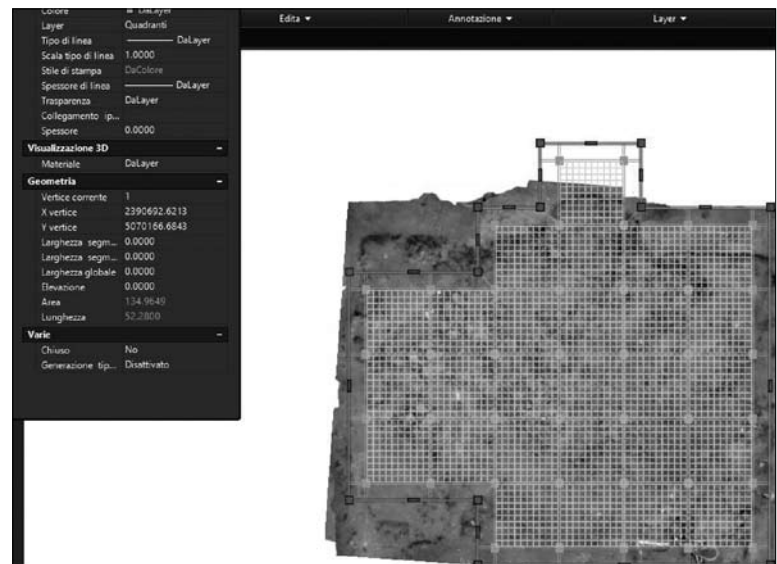 Colore DaLayer
Layer Quadranti
Tipo di linea DaLayer
Scala tipo di linea 1.0000
Stile di stampa DaColore
Spessore di linea DaLayer
Trasparenza DaLayer
Collegamento ip...
Spessore 0.0000
Visualizzazione 3D –
Materiale DaLayer
Geometria –
Vertice corrente 1
X vertice 2390692.6213
Y vertice 5070166.6843
Larghezza segm... 0.0000
Larghezza segm... 0.0000
Larghezza globale 0.0000
Elevazione 0.0000
Area 134.9649
Lunghezza 52.2800
Varie –
Chiuso No
Generazione tip... Disattivato
Edita ▾ Annotazione ▾ Layer ▾